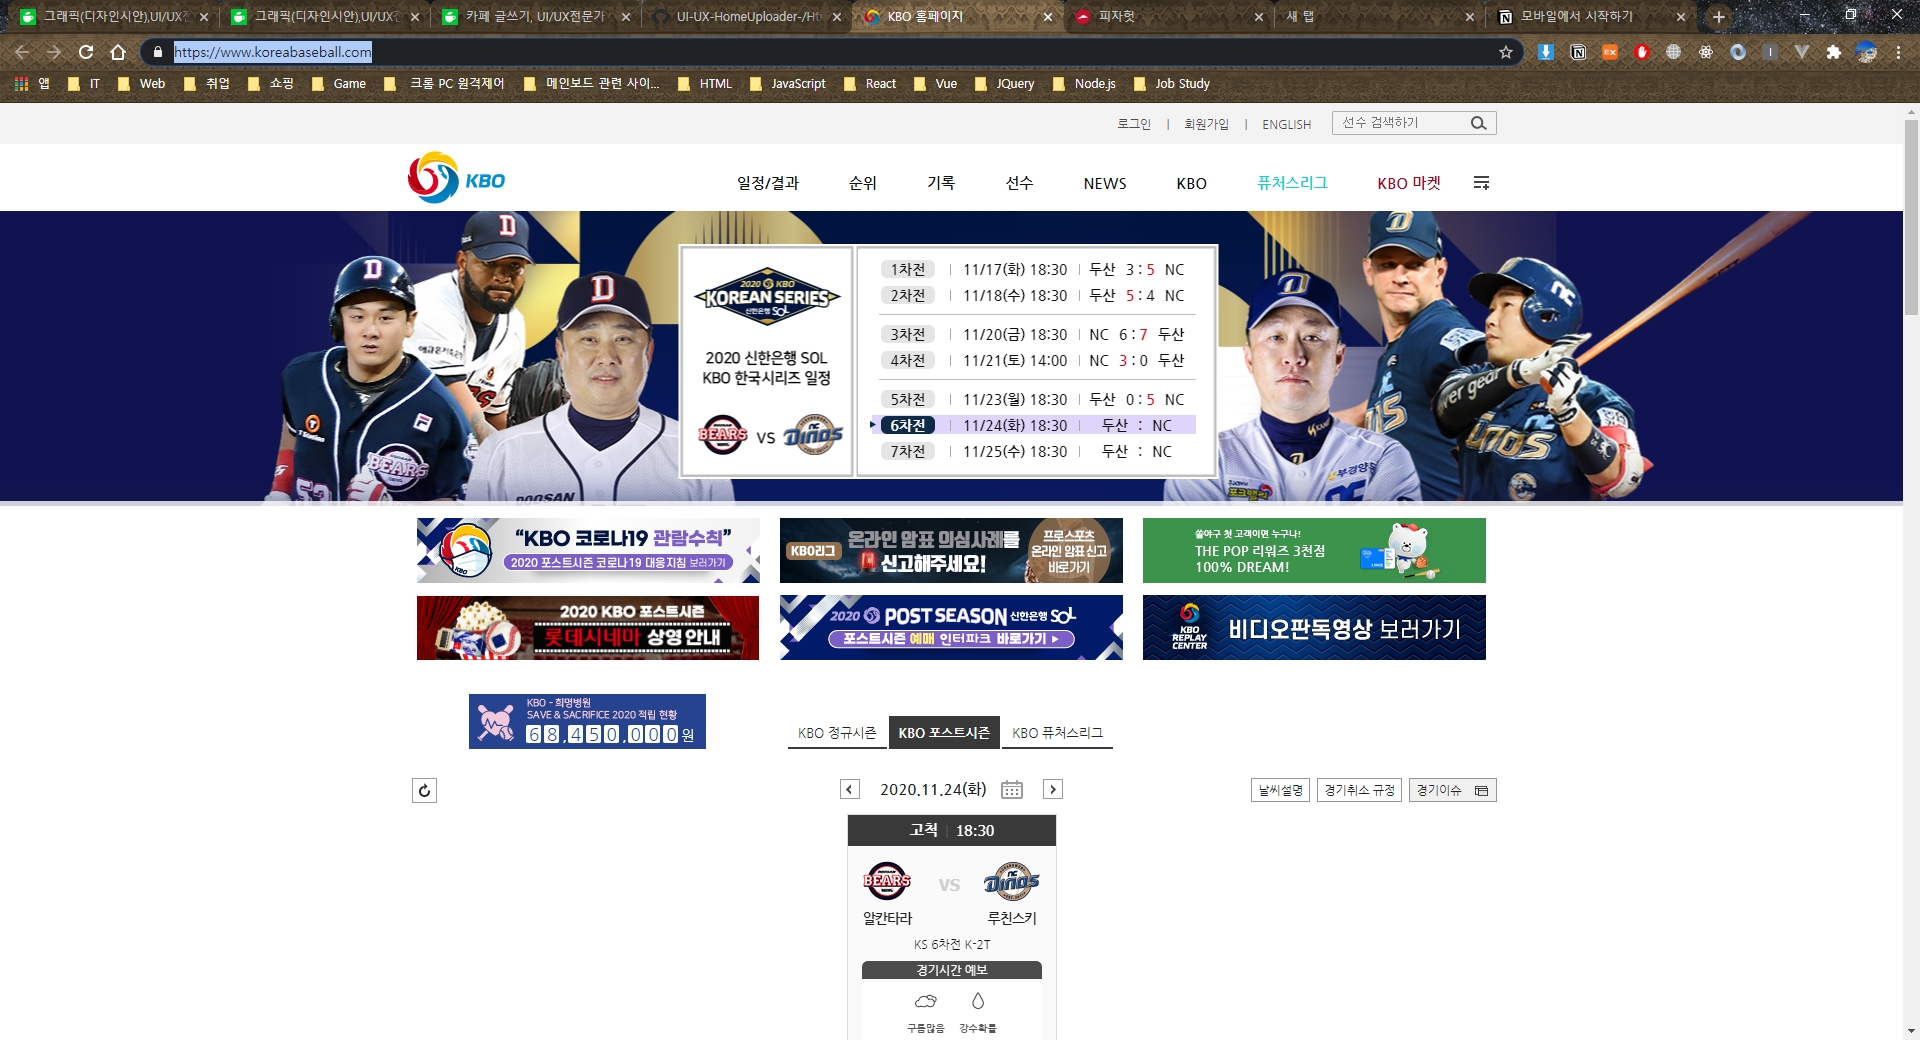 그래픽(디자인시안),UI/UX전
그래픽(디자인시안),UI/UX전
카페 글쓰기, UI/UX전문가
UI-UX-HomeUploader-/Htm
KBO 홈페이지
피자헛
새 탭
모바일에서 시작하기
https://www.koreabaseball.com
앱
IT
Web
취업
쇼핑
Game
크롬 PC 원격제어
메인보드 관련 사이...
HTML
JavaScript
React
Vue
JQuery
Node.js
Job Study
로그인 | 회원가입 | ENGLISH
선수 검색하기
KBO
일정/결과 순위 기록 선수 NEWS KBO 퓨처스리그 KBO 마켓
2020 KBO
KOREAN SERIES
신한은행 SOL
2020 신한은행 SOL
KBO 한국시리즈 일정
BEARS VS NC DINOS
1차전 | 11/17(화) 18:30 | 두산 3 : 5 NC
2차전 | 11/18(수) 18:30 | 두산 5 : 4 NC
3차전 | 11/20(금) 18:30 | NC 6 : 7 두산
4차전 | 11/21(토) 14:00 | NC 3 : 0 두산
5차전 | 11/23(월) 18:30 | 두산 0 : 5 NC
6차전 | 11/24(화) 18:30 | 두산 : NC
7차전 | 11/25(수) 18:30 | 두산 : NC
BEARS
53
DOOSAN
"KBO 코로나19 관람수칙"
2020 포스트시즌 코로나19 대응지침 보러가기
KBO리그
온라인 암표 의심사례를
신고해주세요!
프로스포츠
온라인 암표 신고
바로가기
쏠야구 첫 고객이면 누구나!
THE POP 리워즈 3천점
100% DREAM!
2020 KBO 포스트시즌
롯데시네마 상영 안내
2020 POST SEASON 신한은행 SOL
포스트시즌 예매 인터파크 바로가기
KBO
REPLAY
CENTER
비디오판독영상 보러가기
KBO - 희명병원
SAVE & SACRIFICE 2020 적립 현황
68,450,000원
KBO 정규시즌
KBO 포스트시즌
KBO 퓨처스리그
2020.11.24(화)
날씨설명
경기취소 규정
경기이슈
고척 | 18:30
BEARS VS NC DINOS
알칸타라 루친스키
KS 6차전 K-2T
경기시간 예보
구름많음 강수확률